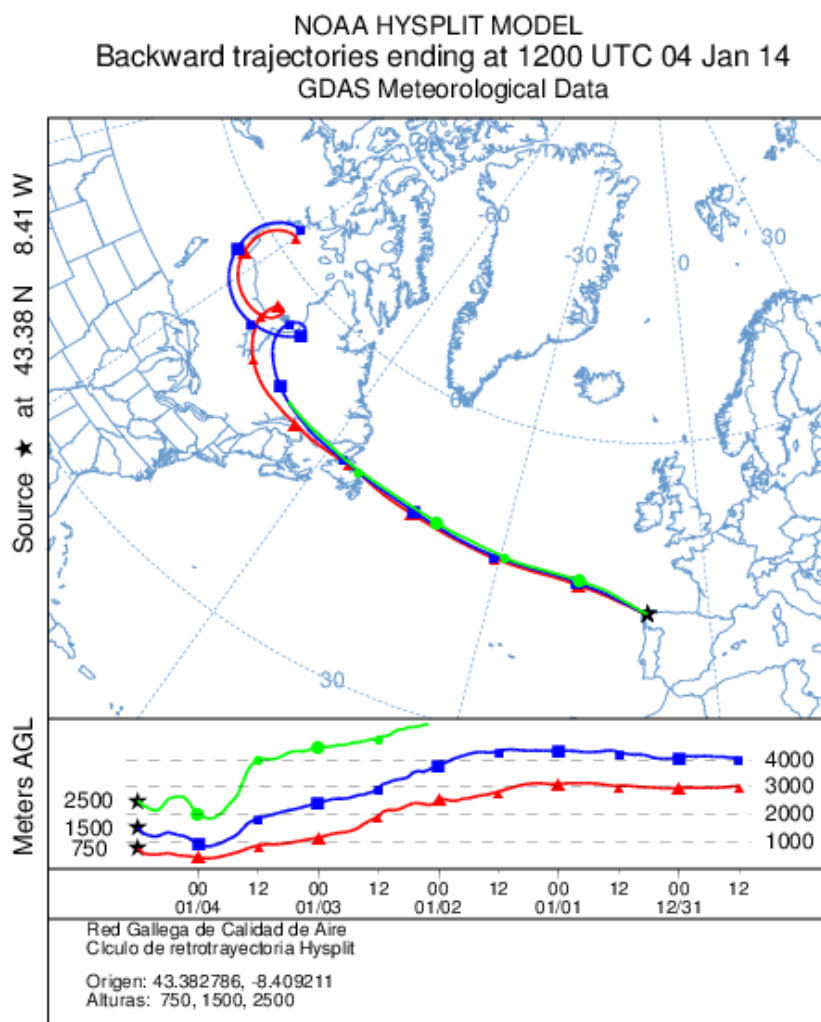 NOAA HYSPLIT MODEL
Backward trajectories ending at 1200 UTC 04 Jan 14
GDAS Meteorological Data
Source ★ at 43.38 N 8.41 W
-60
-30
0
30
60
30
Meters AGL
2500
1500
750
4000
3000
2000
1000
00 12 00 12 00 12 00 12 00 12
01/04 01/03 01/02 01/01 12/31
Red Gallega de Calidad de Aire
Clculo de retrotrayectoria Hysplit
Origen: 43.382786, -8.409211
Alturas: 750, 1500, 2500